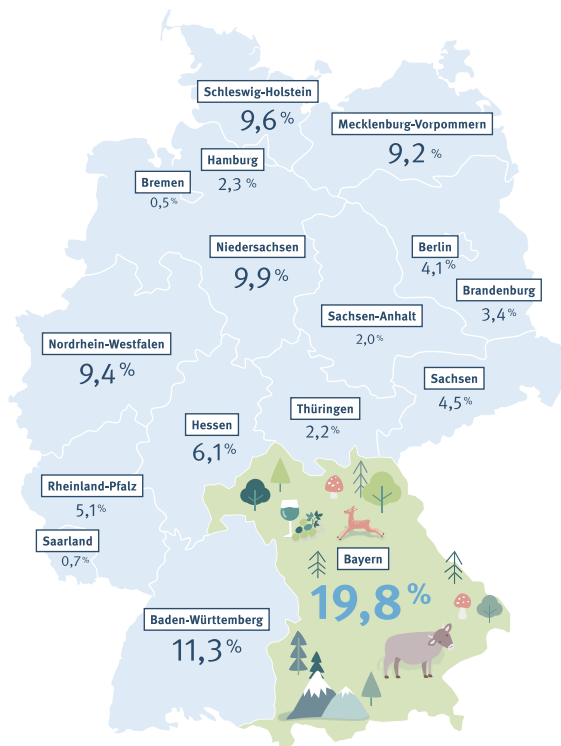 Schleswig-Holstein
9,6 %
Mecklenburg-Vorpommern
9,2 %
Hamburg
2,3 %
Bremen
0,5 %
Niedersachsen
9,9 %
Berlin
4,1 %
Brandenburg
3,4 %
Sachsen-Anhalt
2,0 %
Nordrhein-Westfalen
9,4 %
Sachsen
4,5 %
Thüringen
2,2 %
Hessen
6,1 %
Rheinland-Pfalz
5,1 %
Saarland
0,7 %
Bayern
19,8 %
Baden-Württemberg
11,3 %